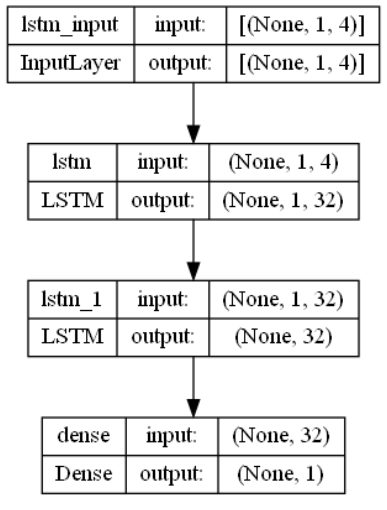 lstm_input input: [(None, 1, 4)]
InputLayer output: [(None, 1, 4)]
lstm input: (None, 1, 4)
LSTM output: (None, 1, 32)
lstm_1 input: (None, 1, 32)
LSTM output: (None, 32)
dense input: (None, 32)
Dense output: (None, 1)